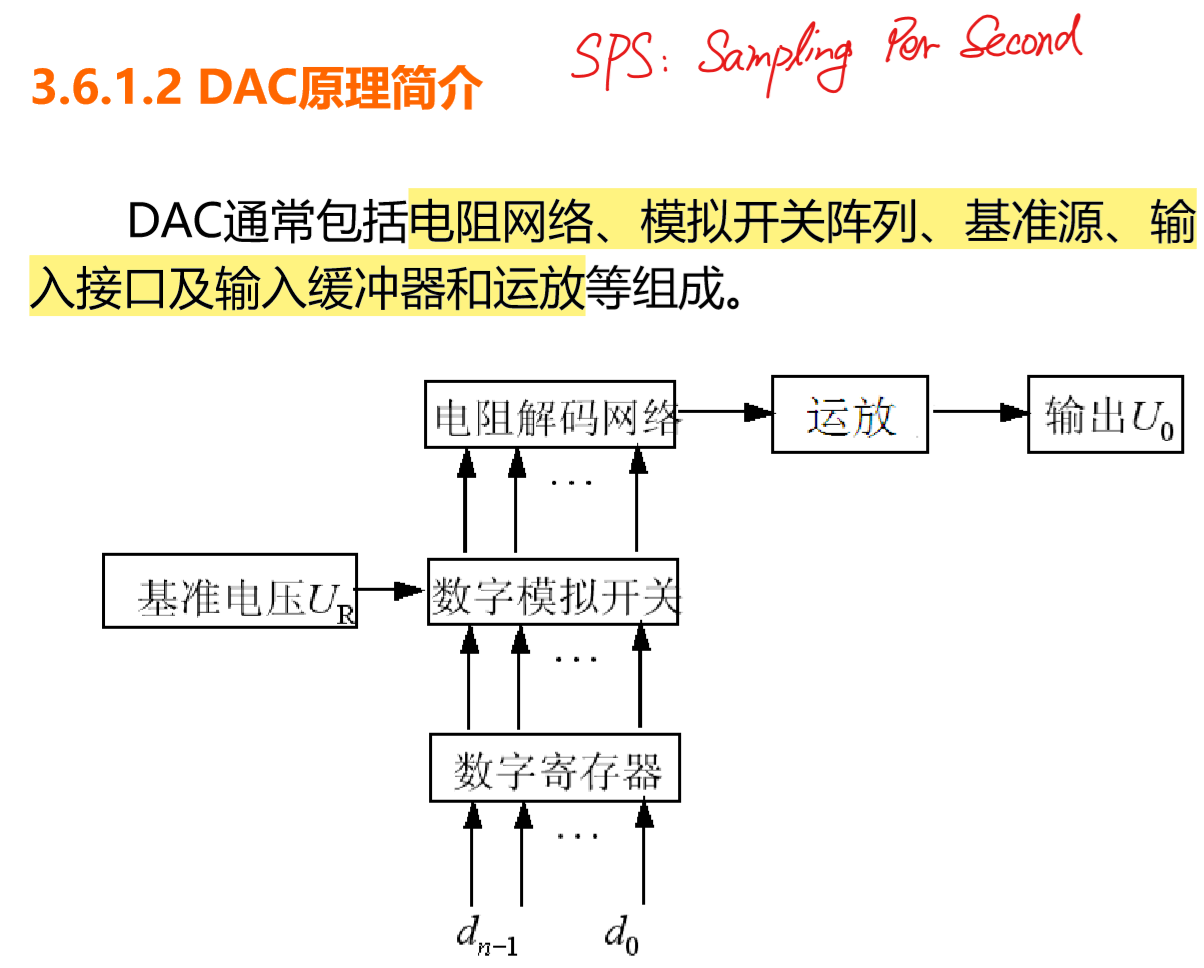 SPS: Sampling Per Second
3.6.1.2 DAC原理简介
DAC通常包括电阻网络、模拟开关阵列、基准源、输
入接口及输入缓冲器和运放等组成。
电阻解码网络
运放
输出U0
...
基准电压UR
数字模拟开关
...
数字寄存器
...
dn-1
d0